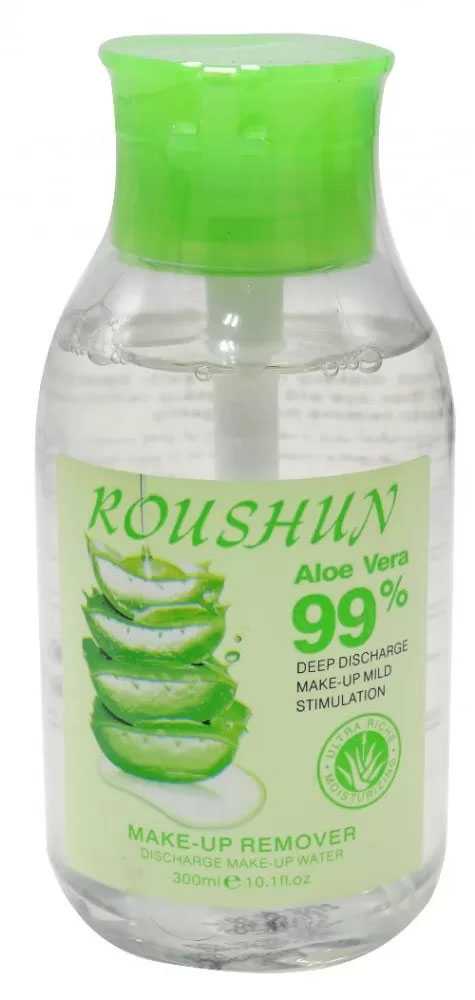 ROUSHUN
Aloe Vera
99%
DEEP DISCHARGE
MAKE-UP MILD
STIMULATION
ULTRA RICHE
MOISTURIZING
MAKE-UP REMOVER
DISCHARGE MAKE-UP WATER
300ml ℮ 10.1fl.oz